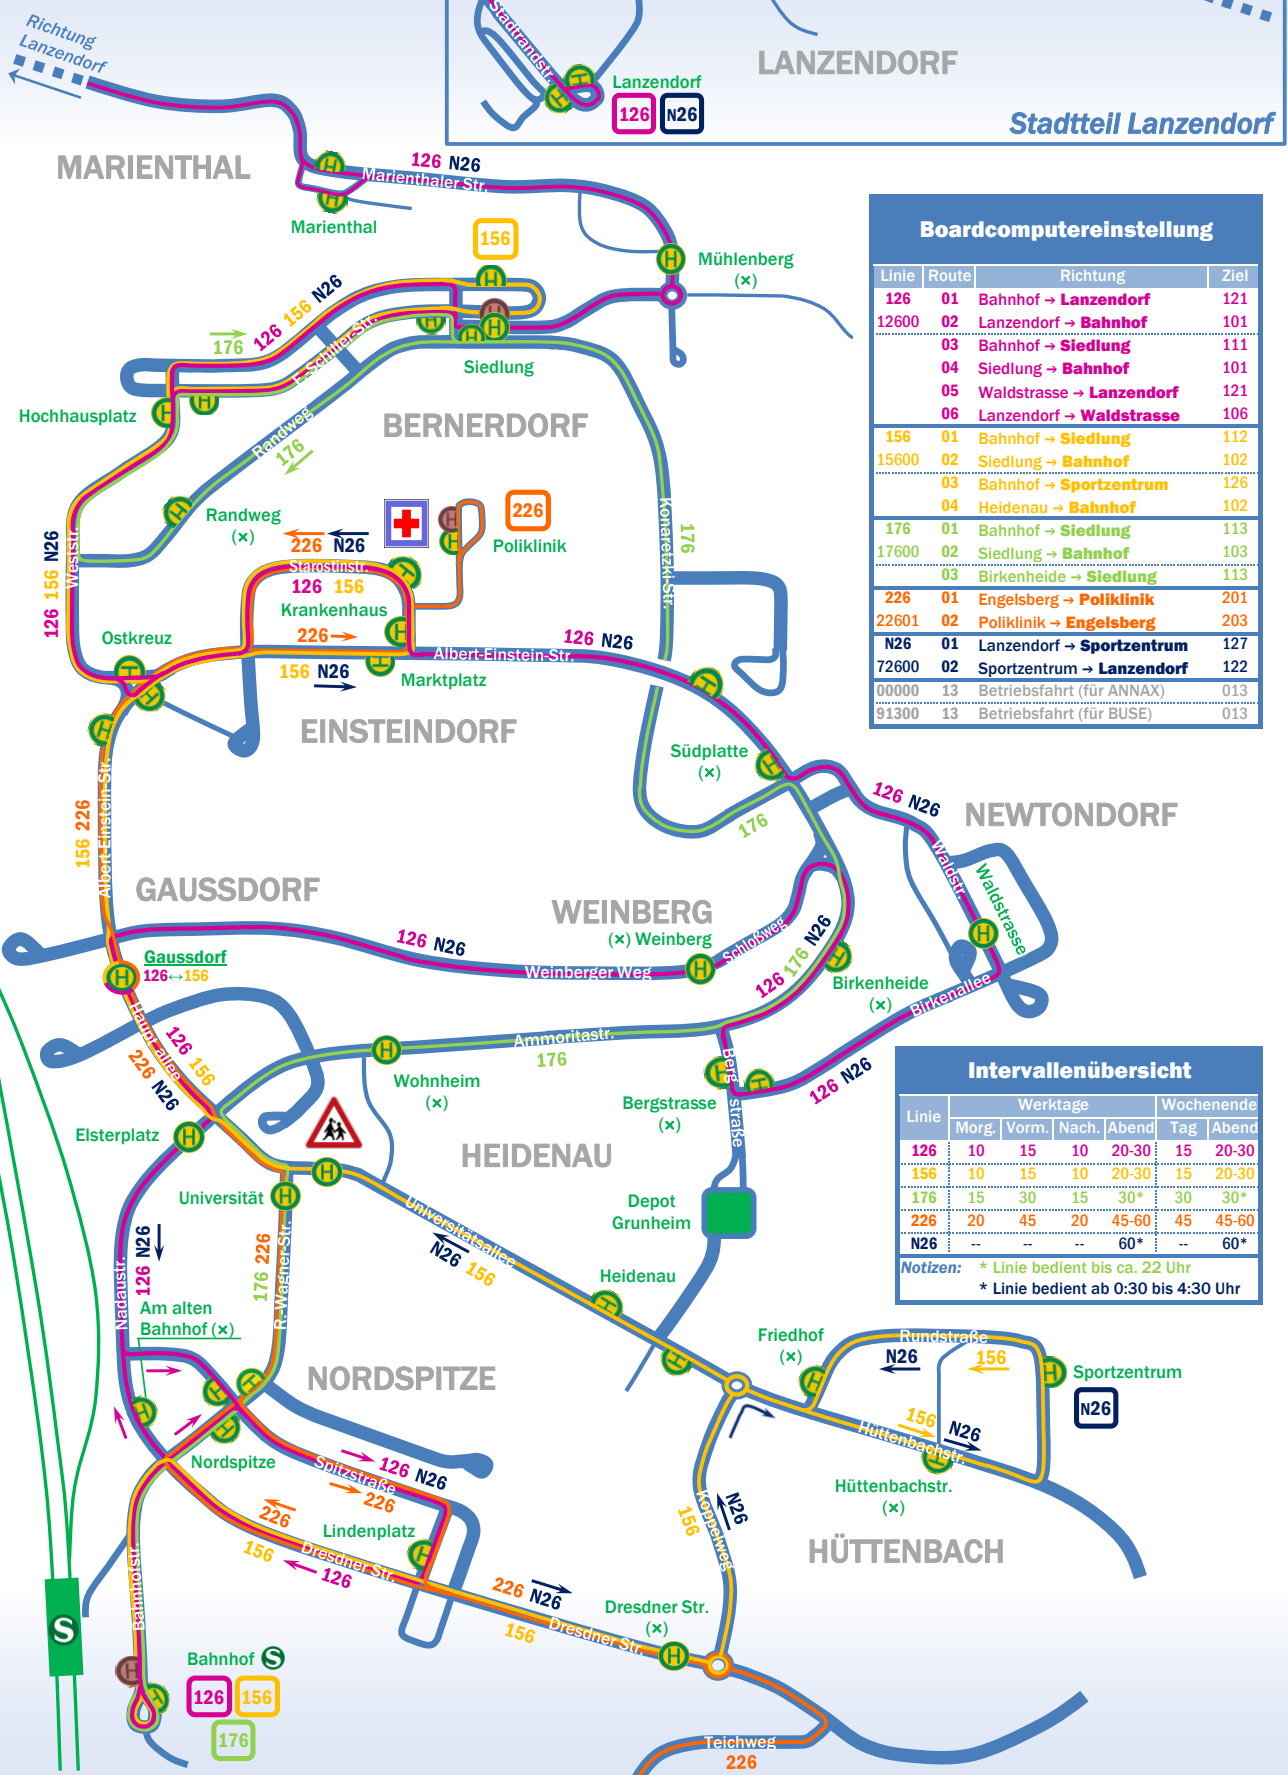 Richtung
Lanzendorf
Stadtrandstr.
LANZENDORF
Lanzendorf
126 N26
Stadtteil Lanzendorf
MARIENTHAL
126 N26
Marienthaler Str.
Marienthal
156
Mühlenberg
(×)
126 156 N26
176
F.-Schiller-Str.
Siedlung
Hochhausplatz
BERNERDORF
Randweg
176
Randweg
(×)
226 N26
226
Poliklinik
Starostinstr.
126 156
Krankenhaus
226
Weststr.
126 156 N26
Ostkreuz
156 N26
Albert-Einstein-Str.
126 N26
Marktplatz
Konaretzki-Str.
176
EINSTEINDORF
Südplatte
(×)
176
126 N26
NEWTONDORF
Waldstr.
Waldstrasse
Albert-Einstein-Str.
156 226
GAUSSDORF
Gaussdorf
126↔156
126 N26
Weinberger Weg
WEINBERG
(×) Weinberg
Schloßweg
126 176 N26
Birkenheide
(×)
Birkenallee
126 N26
Hauptallee
126 156
226 N26
Ammoritastr.
176
Wohnheim
(×)
Bergstraße
Bergstrasse
(×)
Elsterplatz
HEIDENAU
Universität
Depot
Grunheim
Universitätsallee
N26 156
Nadaustr.
126 N26
176 226
R.-Wagner-Str.
Am alten
Bahnhof (×)
Heidenau
Friedhof
(×)
Rundstraße
N26
156
Sportzentrum
N26
NORDSPITZE
156 N26
Hüttenbachstr.
Hüttenbachstr.
(×)
Nordspitze
126 N26
Spitzstraße
226
226
Lindenplatz
156
Dresdner Str.
126
Koppelweg
156
N26
HÜTTENBACH
226 N26
Dresdner Str.
(×)
156
Dresdner Str.
Bahnhofstr.
S
Bahnhof S
126 156
176
Teichweg
226
Boardcomputereinstellung
Linie Route Richtung Ziel
126 01 Bahnhof → Lanzendorf 121
12600 02 Lanzendorf → Bahnhof 101
03 Bahnhof → Siedlung 111
04 Siedlung → Bahnhof 101
05 Waldstrasse → Lanzendorf 121
06 Lanzendorf → Waldstrasse 106
156 01 Bahnhof → Siedlung 112
15600 02 Siedlung → Bahnhof 102
03 Bahnhof → Sportzentrum 126
04 Heidenau → Bahnhof 102
176 01 Bahnhof → Siedlung 113
17600 02 Siedlung → Bahnhof 103
03 Birkenheide → Siedlung 113
226 01 Engelsberg → Poliklinik 201
22601 02 Poliklinik → Engelsberg 203
N26 01 Lanzendorf → Sportzentrum 127
72600 02 Sportzentrum → Lanzendorf 122
00000 13 Betriebsfahrt (für ANNAX) 013
91300 13 Betriebsfahrt (für BUSE) 013
Intervallenübersicht
Linie Werktage Wochenende
Morg. Vorm. Nach. Abend Tag Abend
126 10 15 10 20-30 15 20-30
156 10 15 10 20-30 15 20-30
176 15 30 15 30* 30 30*
226 20 45 20 45-60 45 45-60
N26 -- -- -- 60* -- 60*
Notizen: * Linie bedient bis ca. 22 Uhr
* Linie bedient ab 0:30 bis 4:30 Uhr